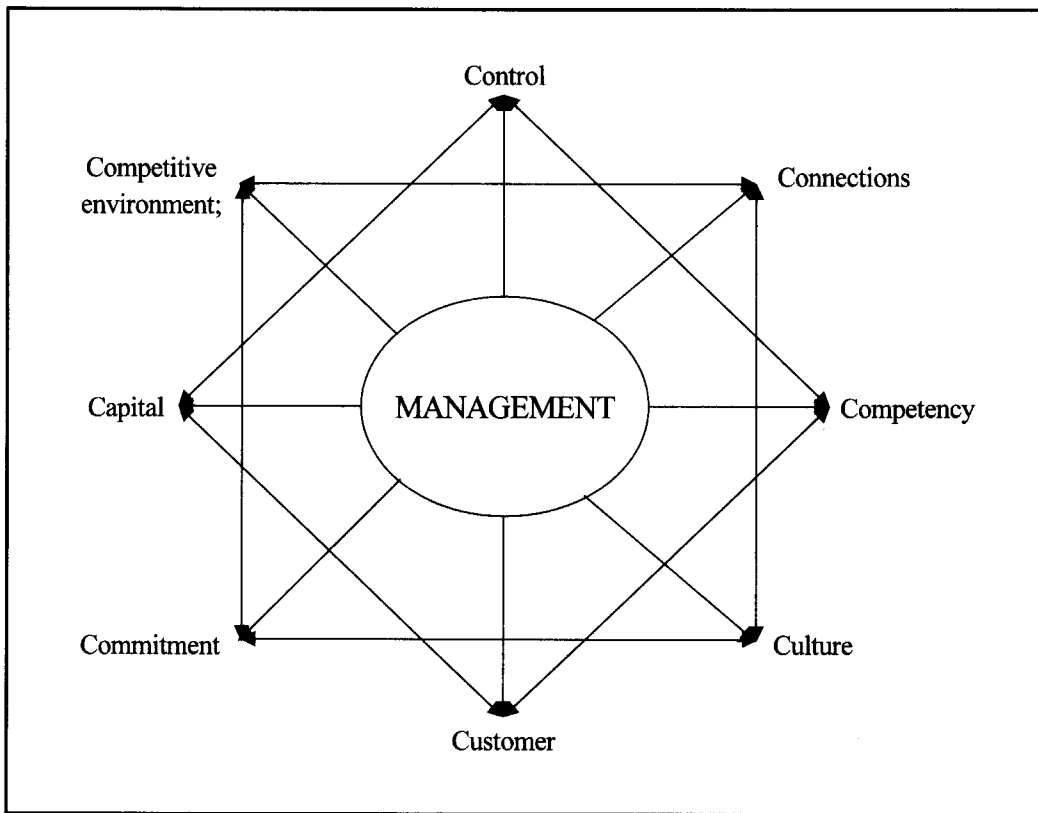 Control
Competitive
environment;
Connections
Capital
MANAGEMENT
Competency
Commitment
Culture
Customer